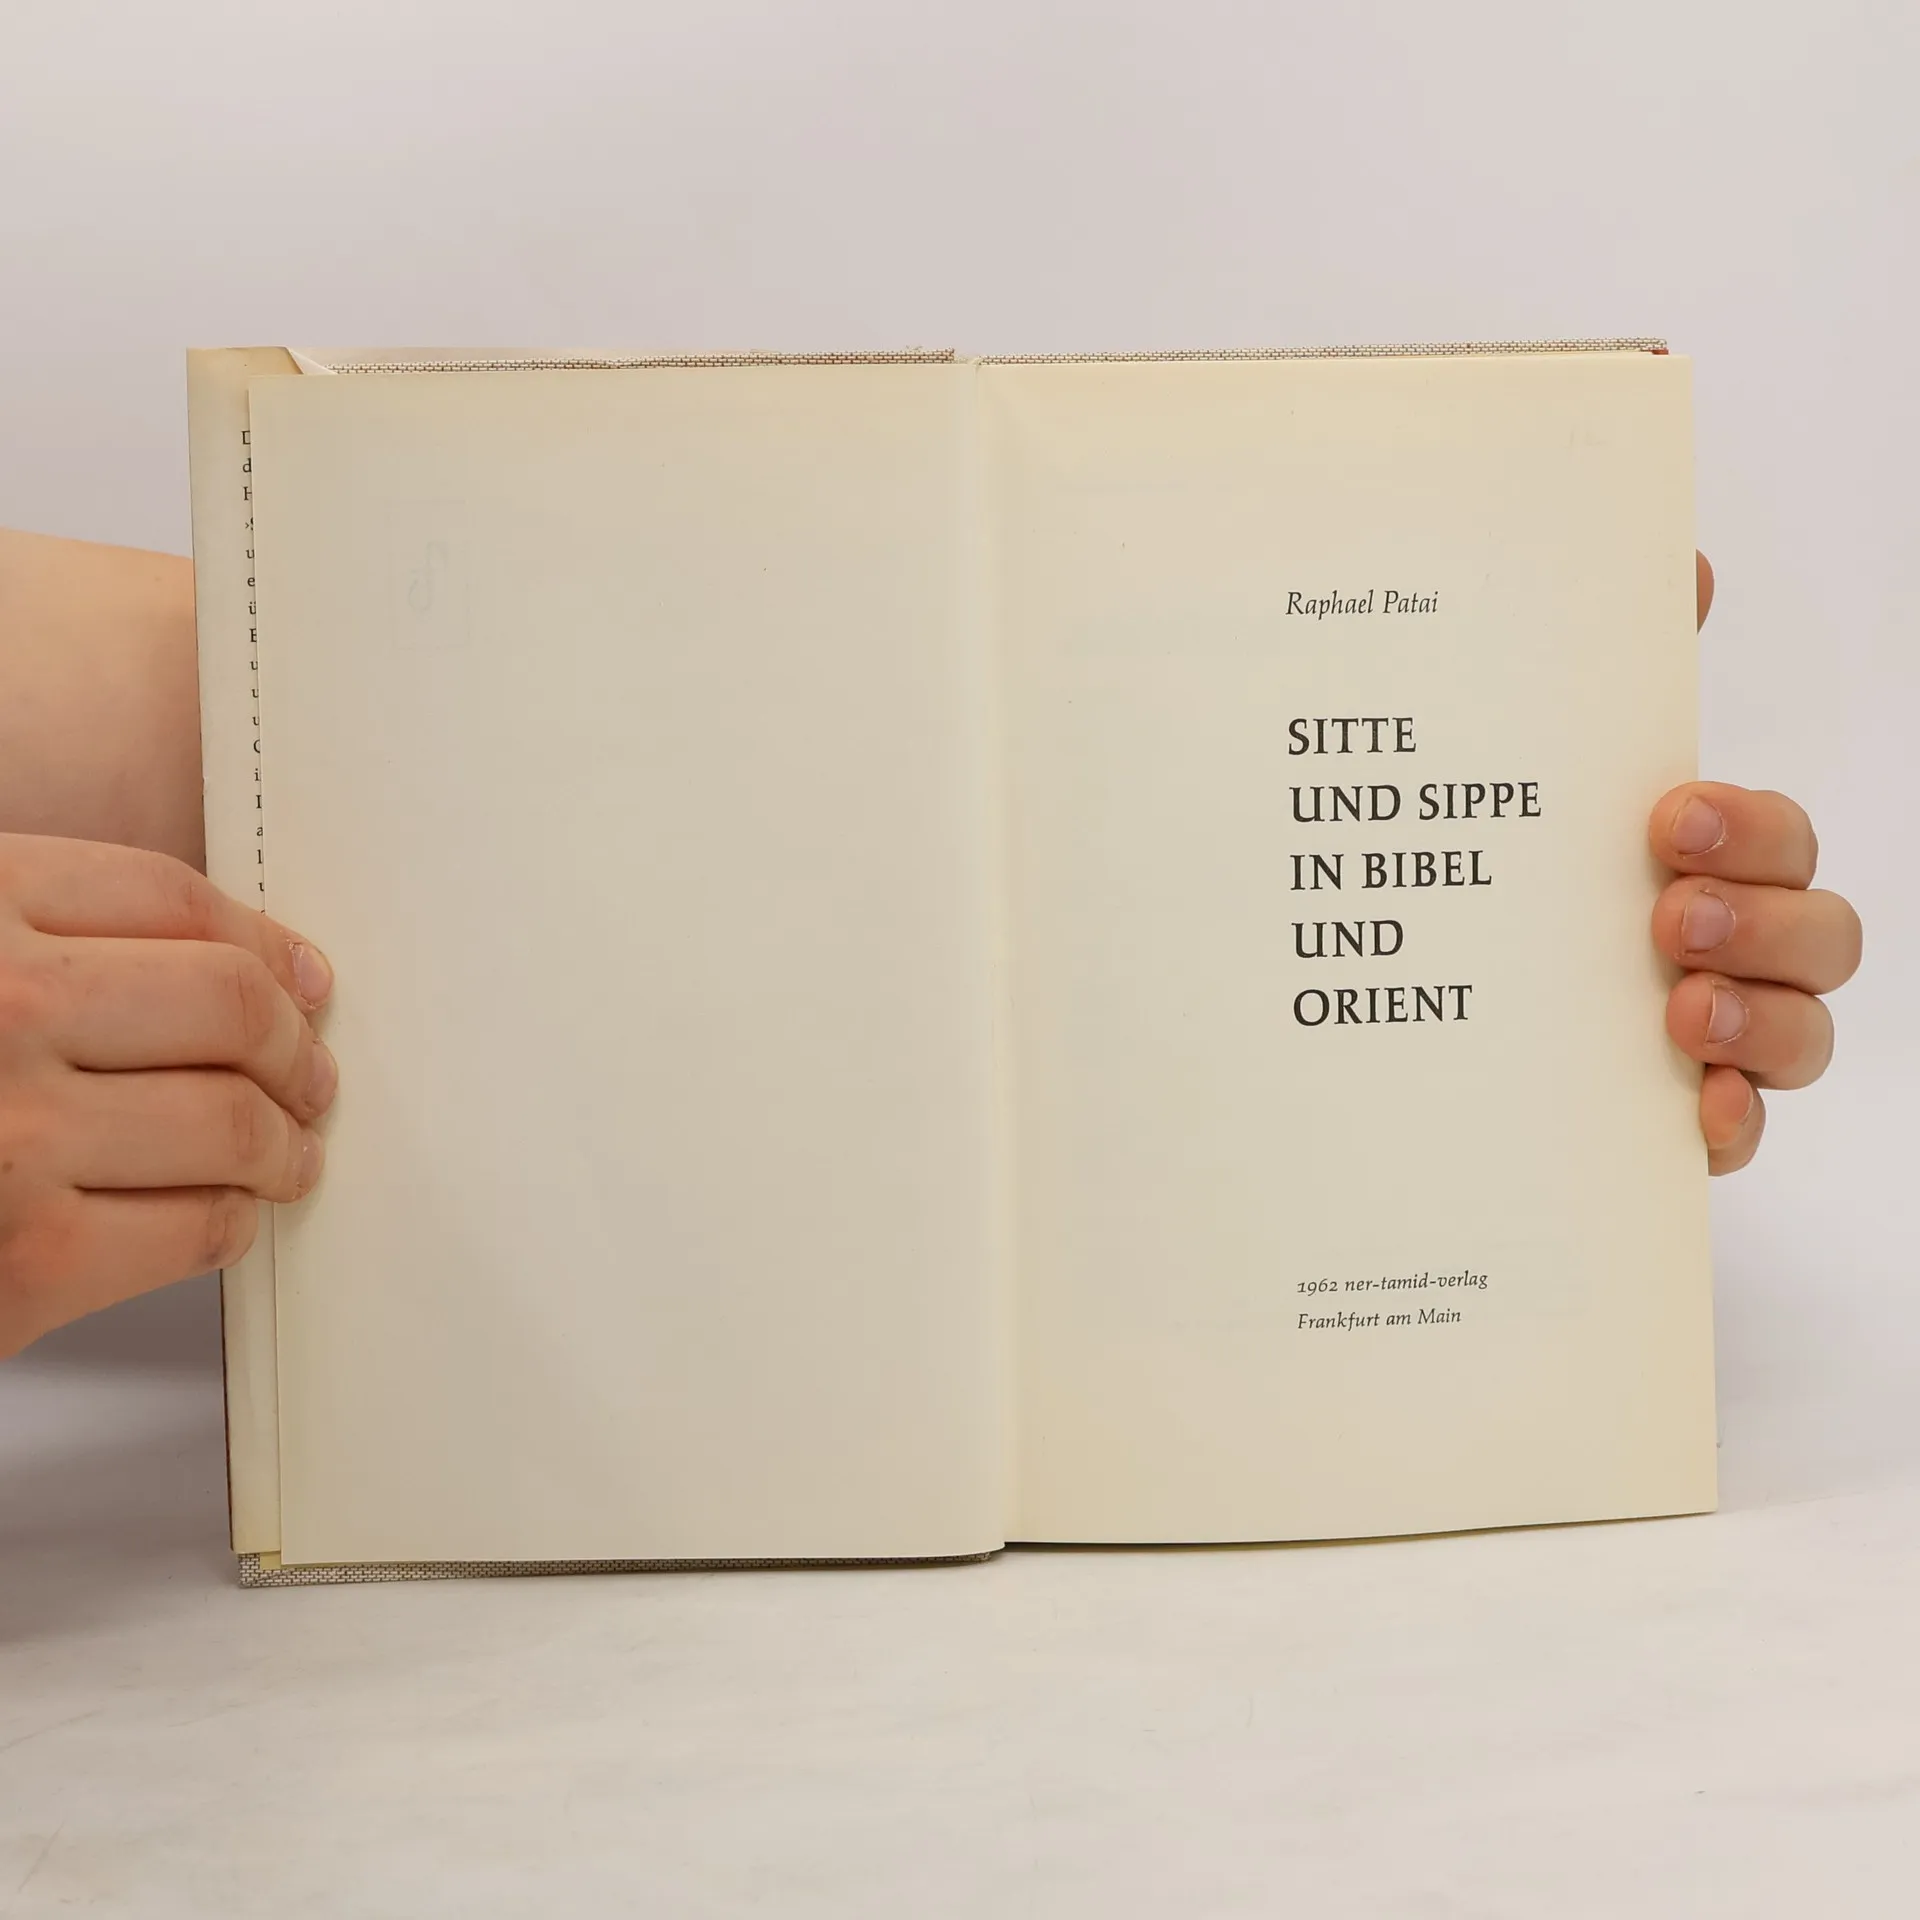 Raphael Patai
SITTE
UND SIPPE
IN BIBEL
UND
ORIENT
1962 ner-tamid-verlag
Frankfurt am Main